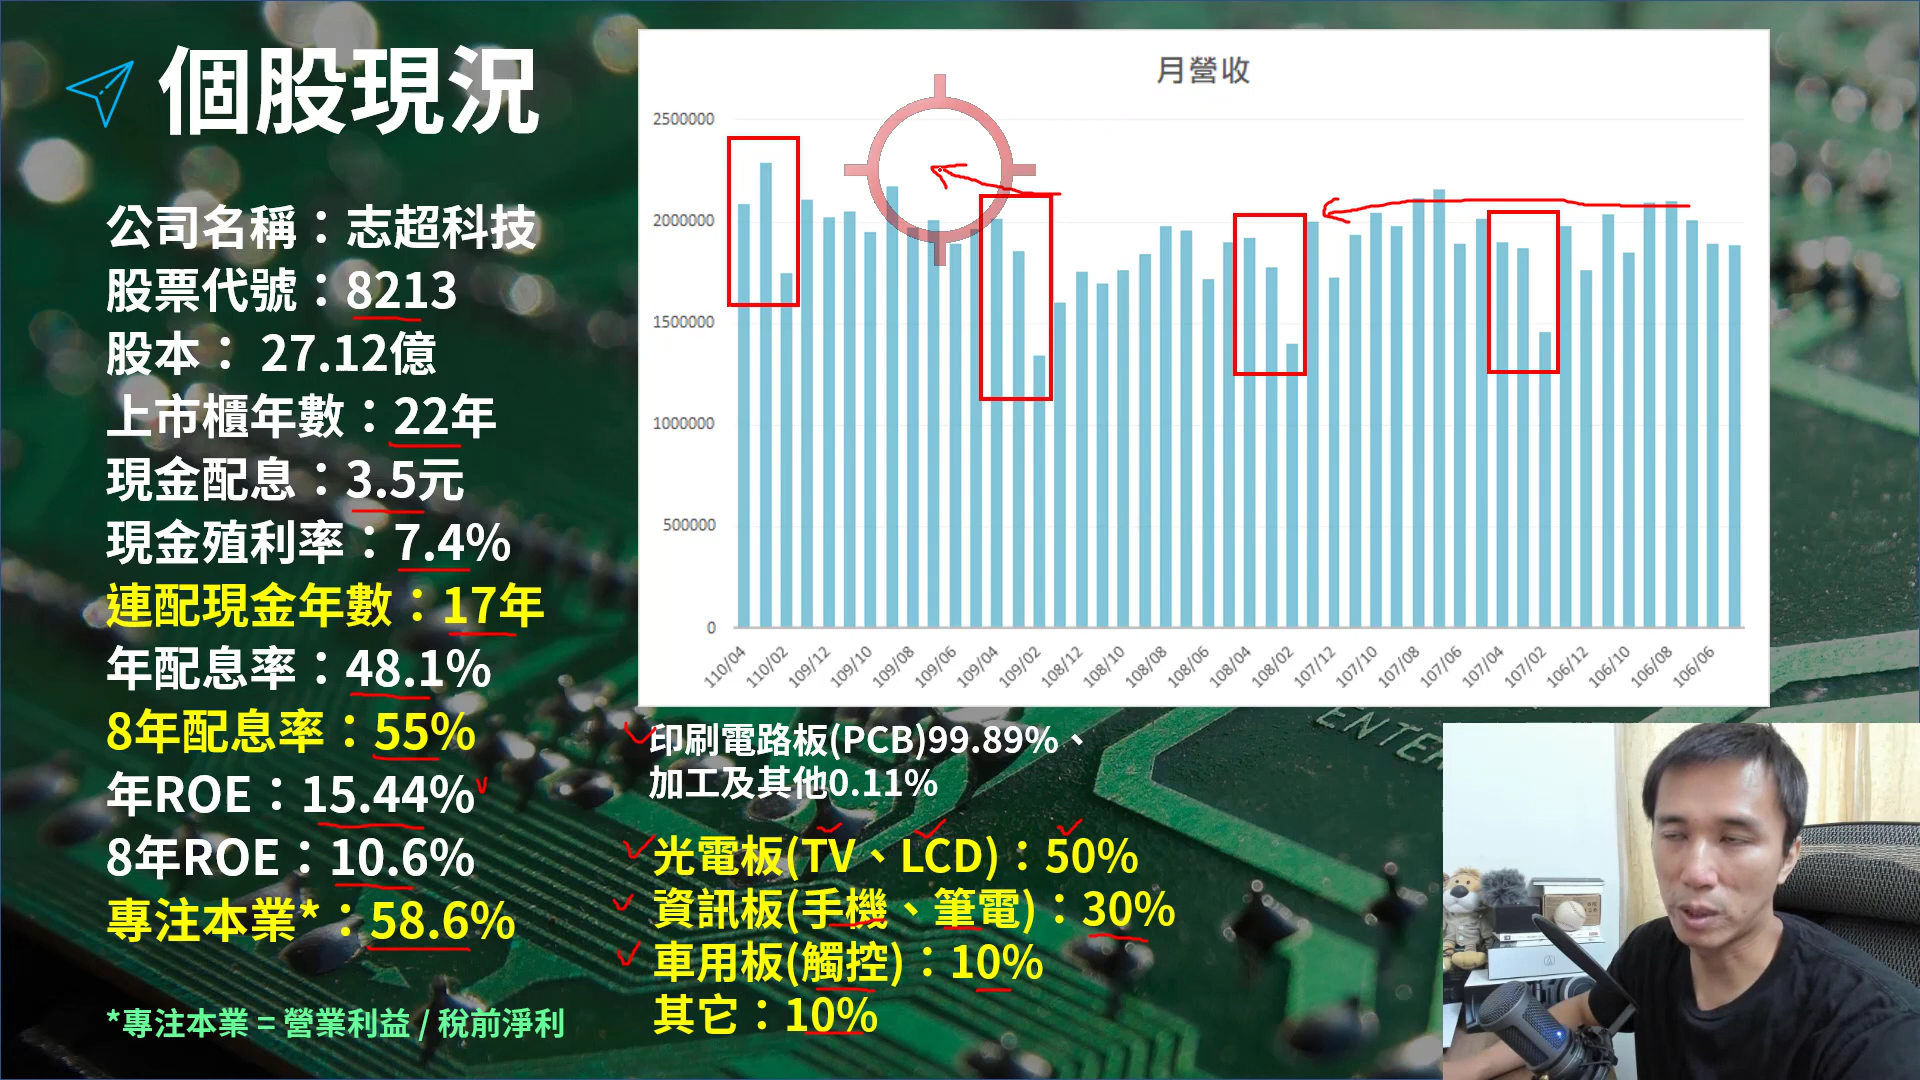 個股現況
公司名稱：志超科技
股票代號：8213
股本： 27.12億
上市櫃年數：22年
現金配息：3.5元
現金殖利率：7.4%
連配現金年數：17年
年配息率：48.1%
8年配息率：55%
年ROE：15.44%
8年ROE：10.6%
專注本業*：58.6%
*專注本業 = 營業利益 / 稅前淨利
月營收
2500000
2000000
1500000
1000000
500000
0
110/04
110/02
109/12
109/10
109/08
109/06
109/04
109/02
108/12
108/10
108/08
108/06
108/04
108/02
107/12
107/10
107/08
107/06
107/04
107/02
106/12
106/10
106/08
106/06
印刷電路板(PCB)99.89%、
加工及其他0.11%
光電板(TV、LCD)：50%
資訊板(手機、筆電)：30%
車用板(觸控)：10%
其它：10%
ENTER